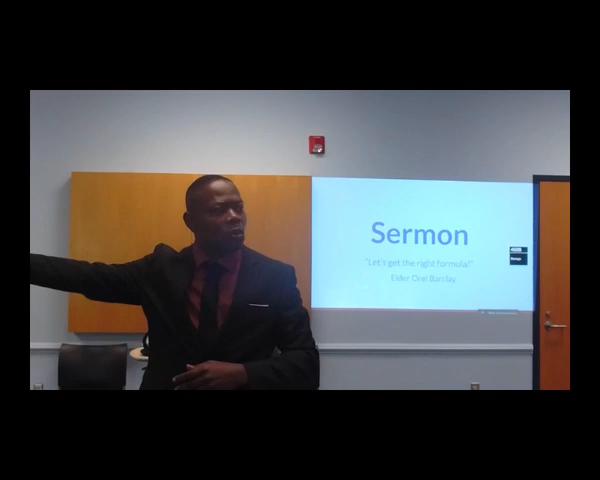 Sermon
"Let's get the right formula!"
Elder Orel Barclay